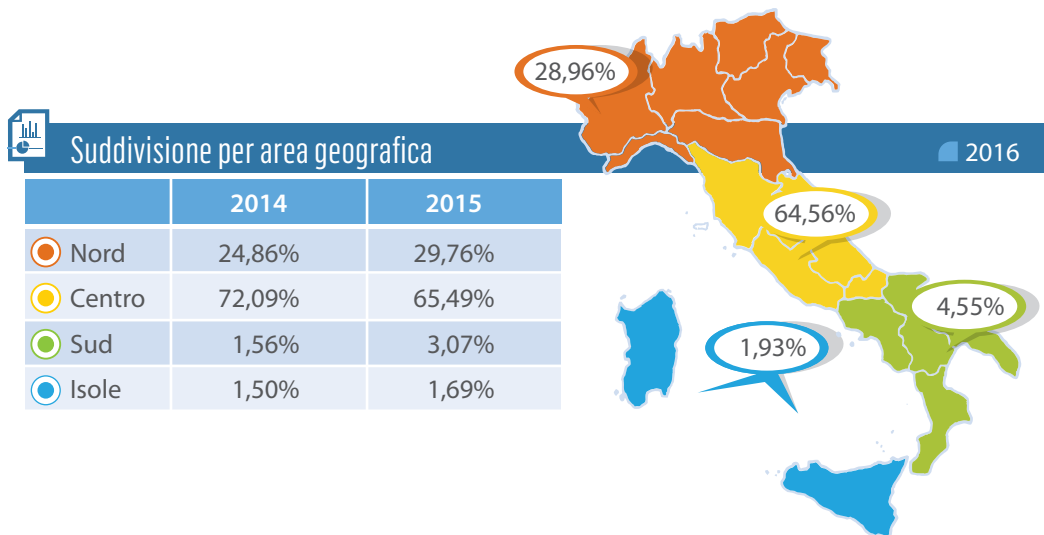 28,96%
Suddivisione per area geografica
2016
2014 2015
Nord 24,86% 29,76%
Centro 72,09% 65,49%
Sud 1,56% 3,07%
Isole 1,50% 1,69%
64,56%
4,55%
1,93%